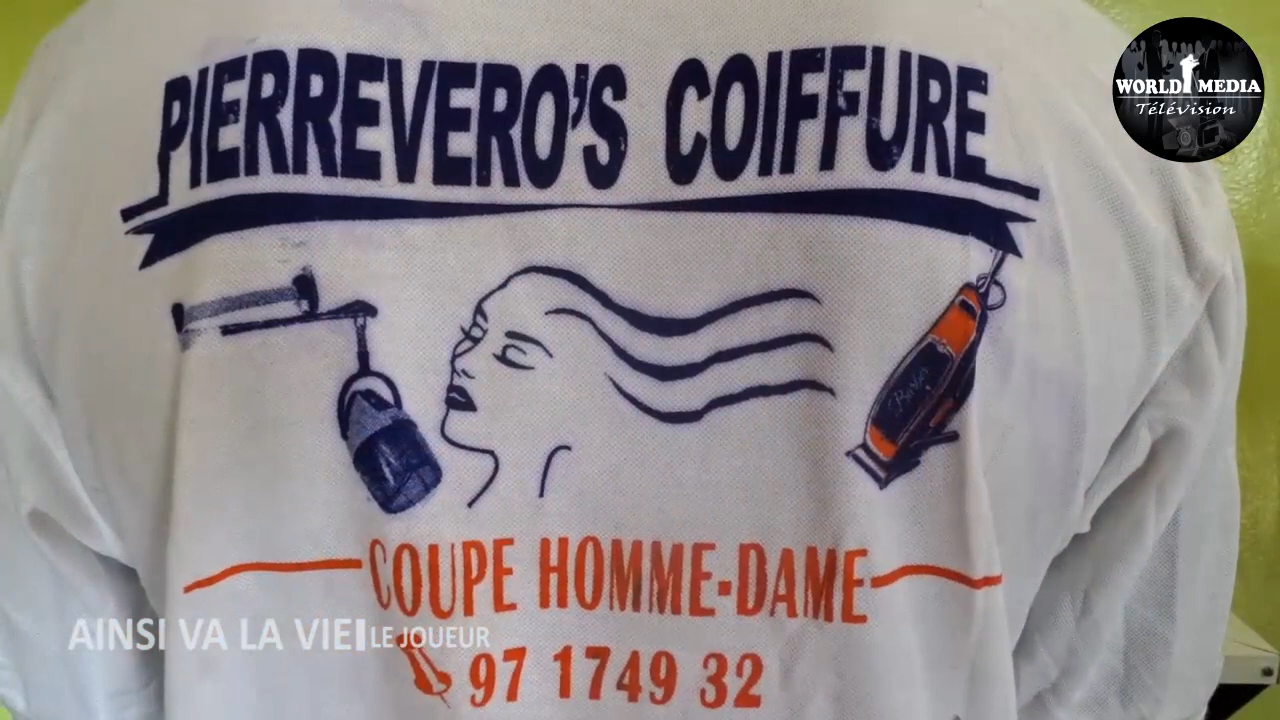 PIERREVERO'S COIFFURE
WORLD MEDIA
Télévision
COUPE HOMME-DAME
AINSI VA LA VIE LE JOUEUR
97 1749 32